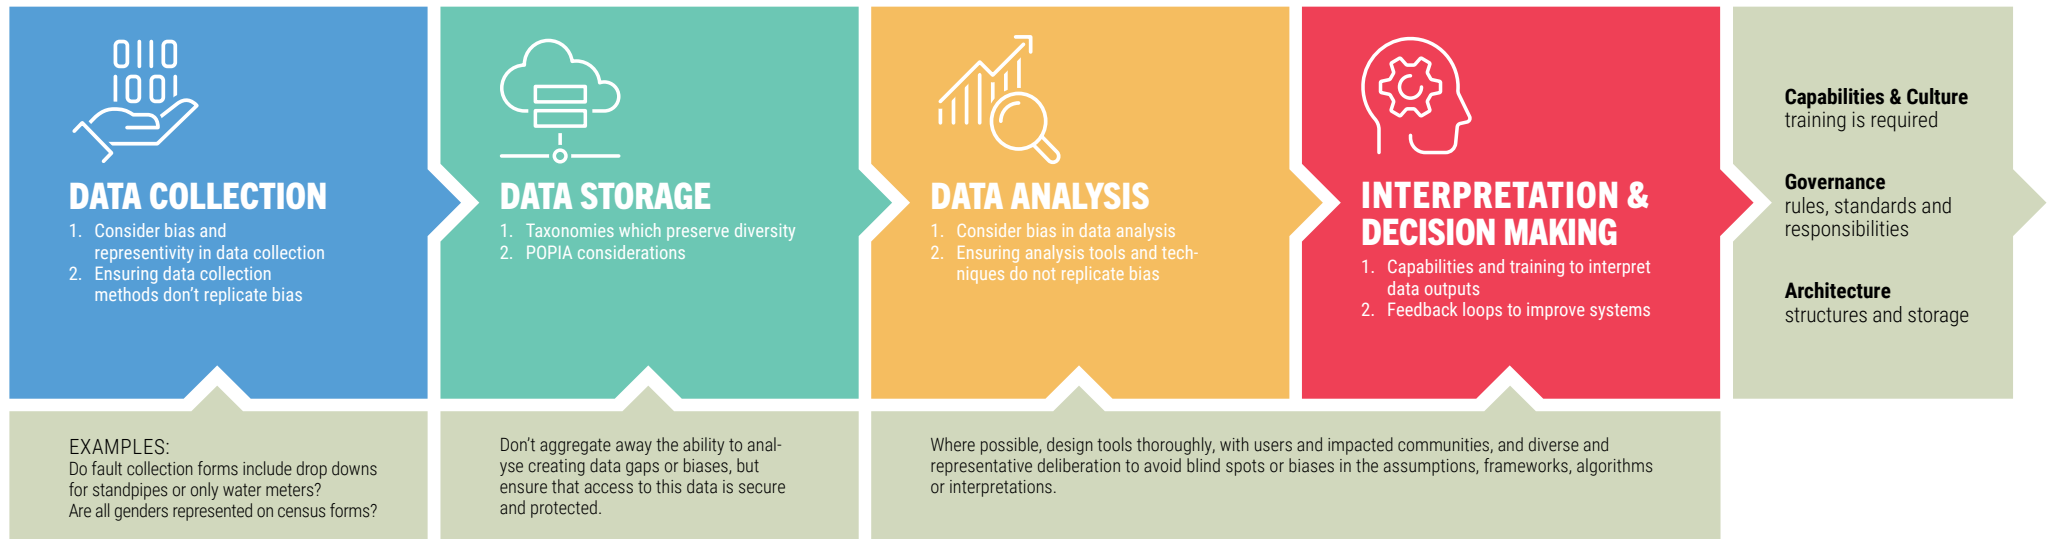 0110
1001
DATA COLLECTION
1. Consider bias and
representivity in data collection
2. Ensuring data collection
methods don't replicate bias
DATA STORAGE
1. Taxonomies which preserve diversity
2. POPIA considerations
DATA ANALYSIS
1. Consider bias in data analysis
2. Ensuring analysis tools and tech-
niques do not replicate bias
INTERPRETATION &
DECISION MAKING
1. Capabilities and training to interpret
data outputs
2. Feedback loops to improve systems
Capabilities & Culture
training is required
Governance
rules, standards and
responsibilities
Architecture
structures and storage
EXAMPLES:
Do fault collection forms include drop downs
for standpipes or only water meters?
Are all genders represented on census forms?
Don't aggregate away the ability to anal-
yse creating data gaps or biases, but
ensure that access to this data is secure
and protected.
Where possible, design tools thoroughly, with users and impacted communities, and diverse and
representative deliberation to avoid blind spots or biases in the assumptions, frameworks, algorithms
or interpretations.